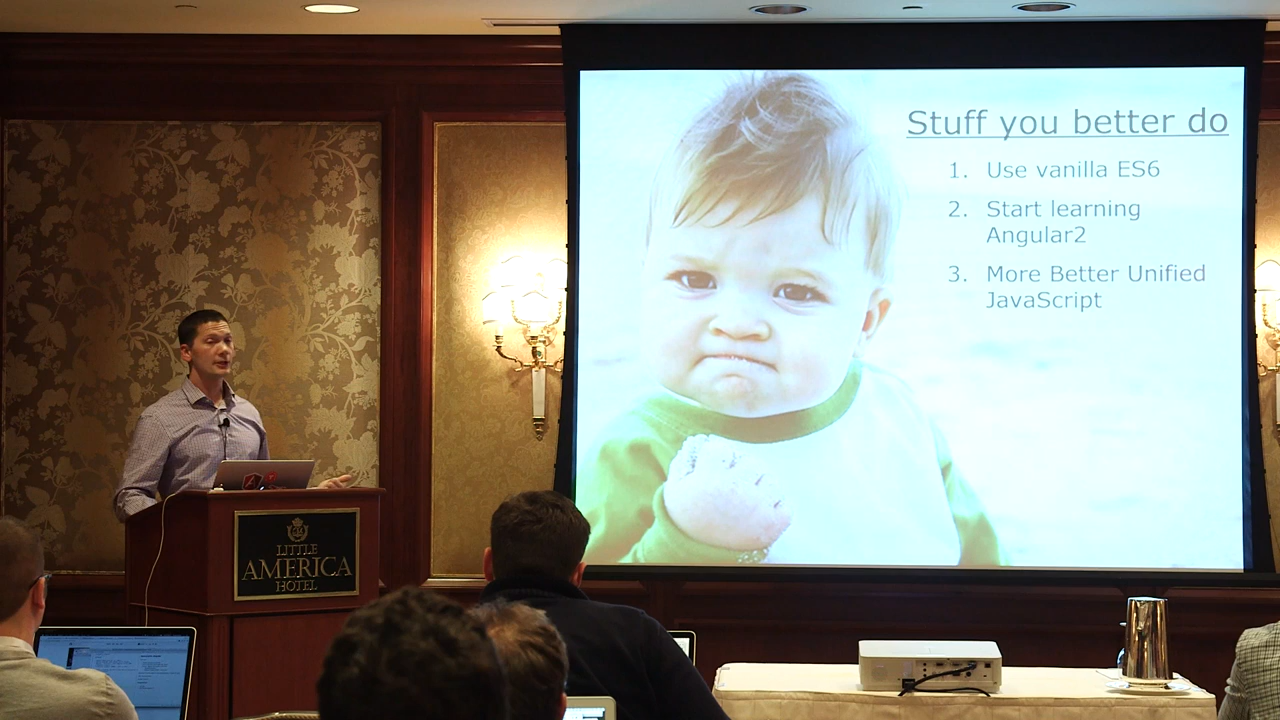 Stuff you better do
1. Use vanilla ES6
2. Start learning
Angular2
3. More Better Unified
JavaScript
LITTLE
AMERICA
HOTEL